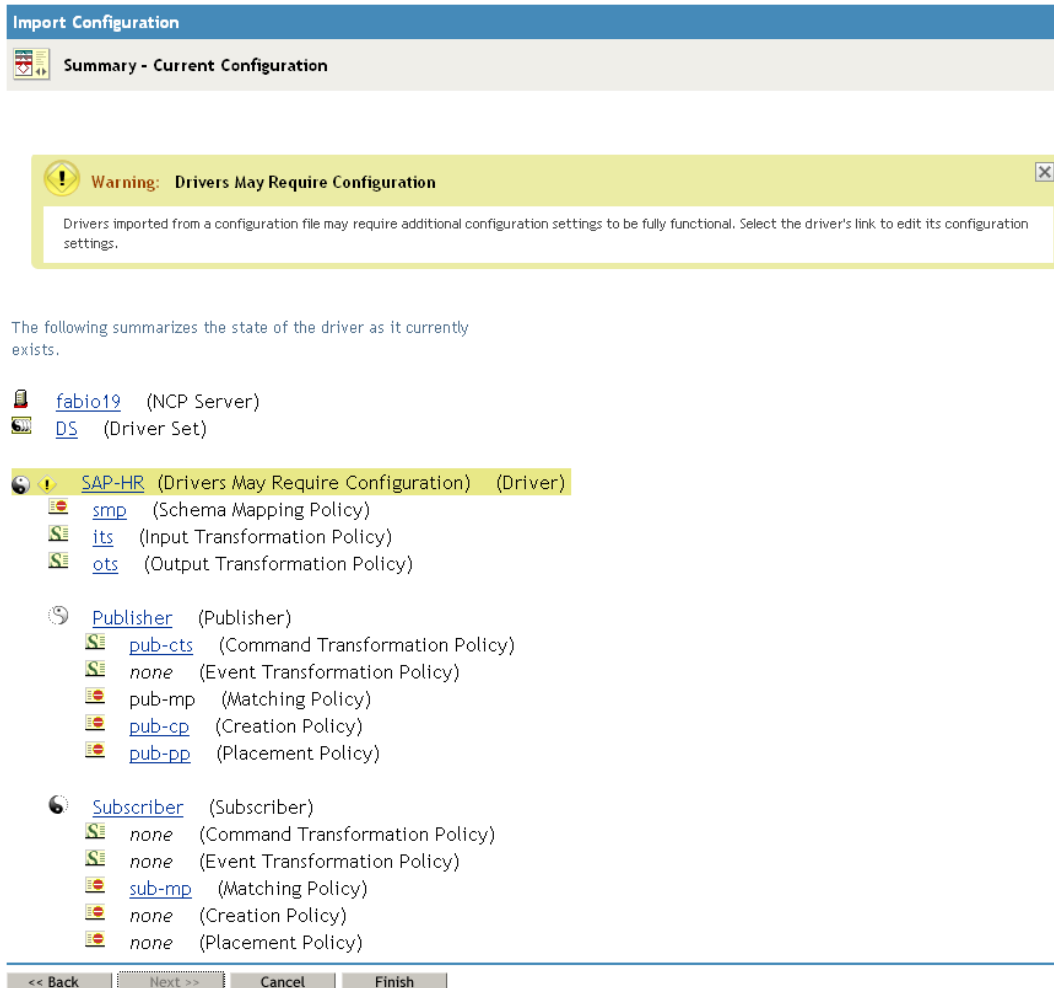 Import Configuration
Summary - Current Configuration
Warning: Drivers May Require Configuration
Drivers imported from a configuration file may require additional configuration settings to be fully functional. Select the driver's link to edit its configuration
settings.
The following summarizes the state of the driver as it currently
exists.
fabio19 (NCP Server)
DS (Driver Set)
SAP-HR (Drivers May Require Configuration) (Driver)
smp (Schema Mapping Policy)
its (Input Transformation Policy)
ots (Output Transformation Policy)
Publisher (Publisher)
pub-cts (Command Transformation Policy)
none (Event Transformation Policy)
pub-mp (Matching Policy)
pub-cp (Creation Policy)
pub-pp (Placement Policy)
Subscriber (Subscriber)
none (Command Transformation Policy)
none (Event Transformation Policy)
sub-mp (Matching Policy)
none (Creation Policy)
none (Placement Policy)
<< Back Next >> Cancel Finish